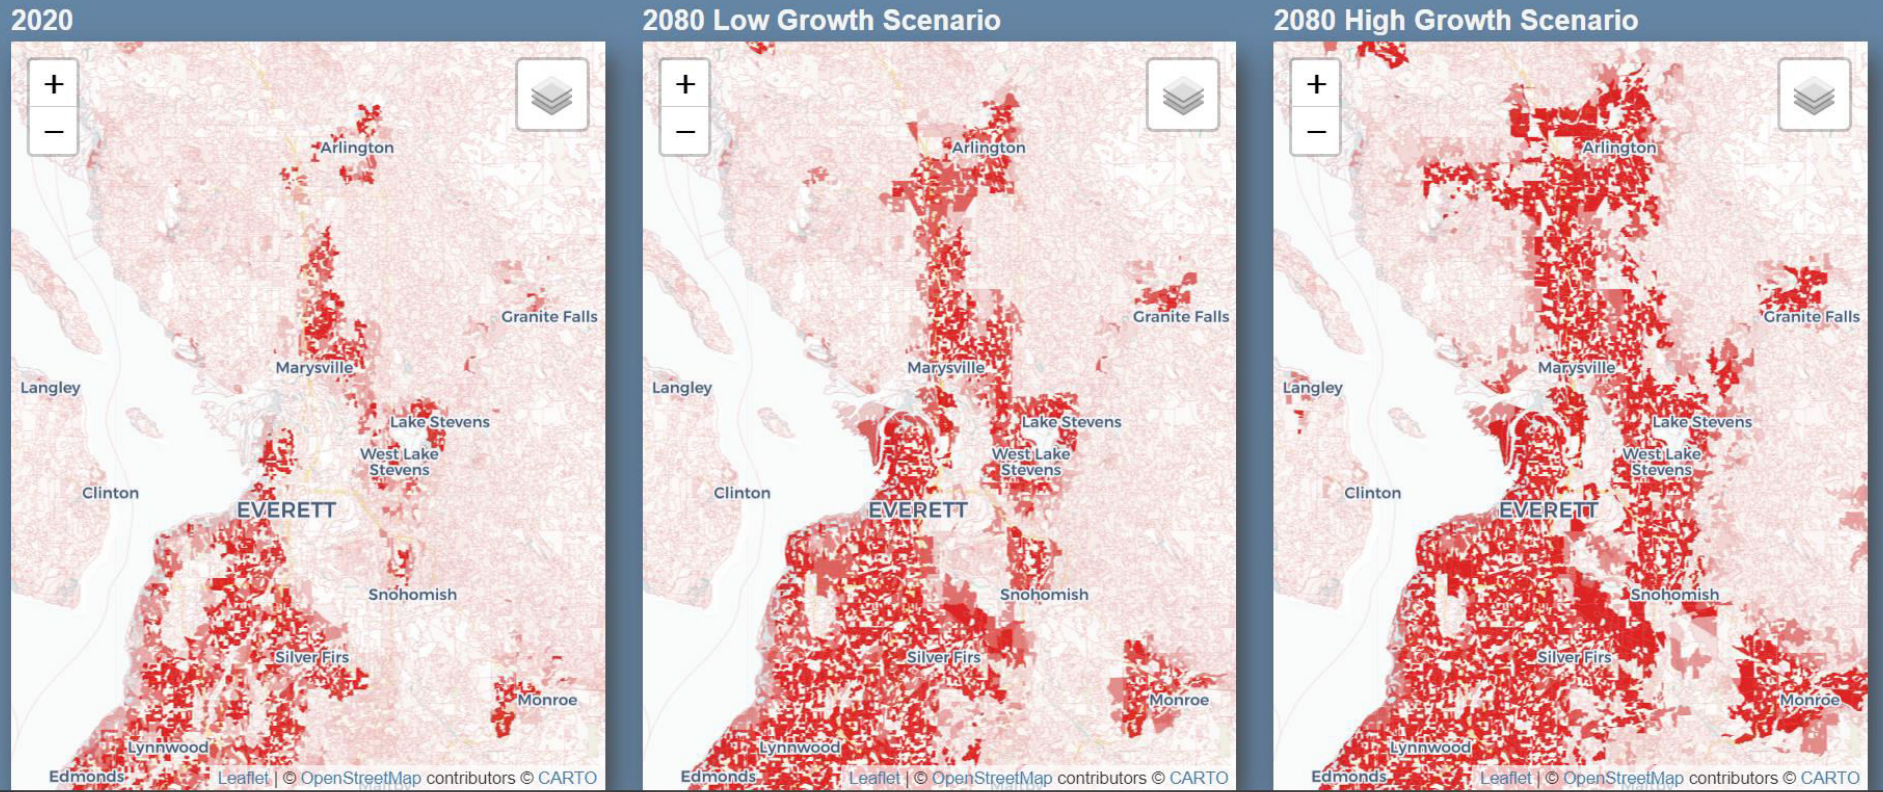 2020
+
−
Arlington
Granite Falls
Marysville
Langley
Lake Stevens
West Lake
Stevens
Clinton
EVERETT
Snohomish
Silver Firs
Monroe
Lynnwood
Edmonds
Leaflet | © OpenStreetMap contributors © CARTO
2080 Low Growth Scenario
+
−
Arlington
Granite Falls
Marysville
Langley
Lake Stevens
West Lake
Stevens
Clinton
EVERETT
Snohomish
Silver Firs
Monroe
Lynnwood
Edmonds
Leaflet | © OpenStreetMap contributors © CARTO
2080 High Growth Scenario
+
−
Arlington
Granite Falls
Marysville
Langley
Lake Stevens
West Lake
Stevens
Clinton
EVERETT
Snohomish
Silver Firs
Monroe
Lynnwood
Edmonds
Leaflet | © OpenStreetMap contributors © CARTO